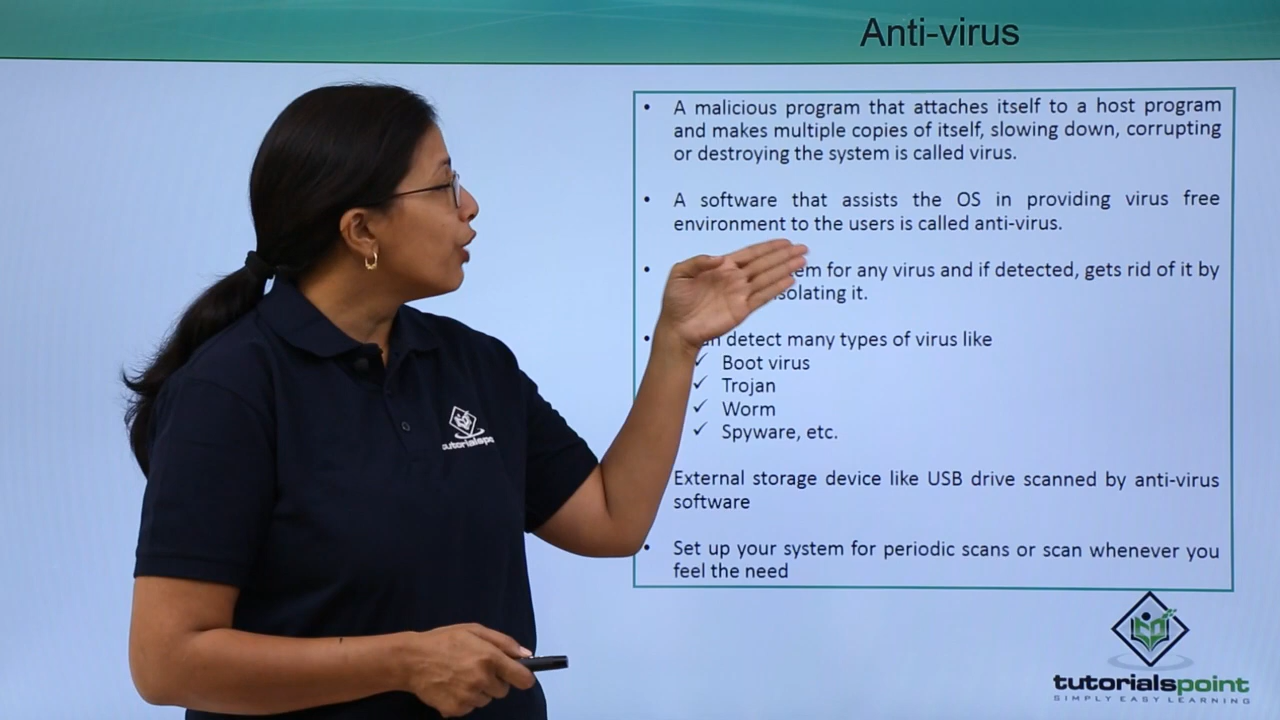 Anti-virus
• A malicious program that attaches itself to a host program
and makes multiple copies of itself, slowing down, corrupting
or destroying the system is called virus.
• A software that assists the OS in providing virus free
environment to the users is called anti-virus.
• for any virus and if detected, gets rid of it by
it.
• detect many types of virus like
✓ Boot virus
✓ Trojan
✓ Worm
✓ Spyware, etc.
External storage device like USB drive scanned by anti-virus
software
• Set up your system for periodic scans or scan whenever you
feel the need
tutorialspoint
SIMPLY EASY LEARNING